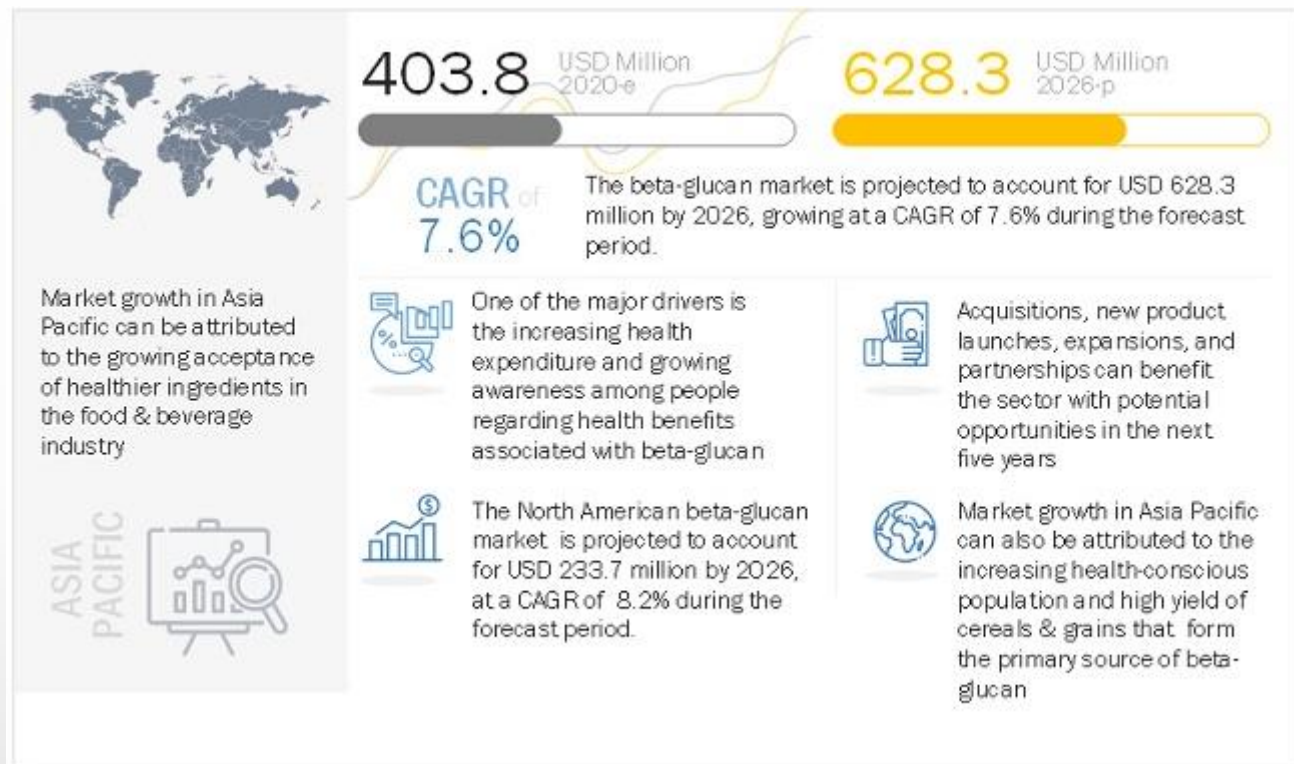 403.8
USD Million
2020-e
628.3
USD Million
2026-p
CAGR of
7.6%
The beta-glucan market is projected to account for USD 628.3
million by 2026, growing at a CAGR of 7.6% during the forecast
period.
Market growth in Asia
Pacific can be attributed
to the growing acceptance
of healthier ingredients in
the food & beverage
industry
ASIA
PACIFIC
%
One of the major drivers is
the increasing health
expenditure and growing
awareness among people
regarding health benefits
associated with beta-glucan
Acquisitions, new product
launches, expansions, and
partnerships can benefit
the sector with potential
opportunities in the next
five years
$
The North American beta-glucan
market is projected to account
for USD 233.7 million by 2026,
at a CAGR of 8.2% during the
forecast period.
Market growth in Asia Pacific
can also be attributed to the
increasing health-conscious
population and high yield of
cereals & grains that form
the primary source of beta-
glucan